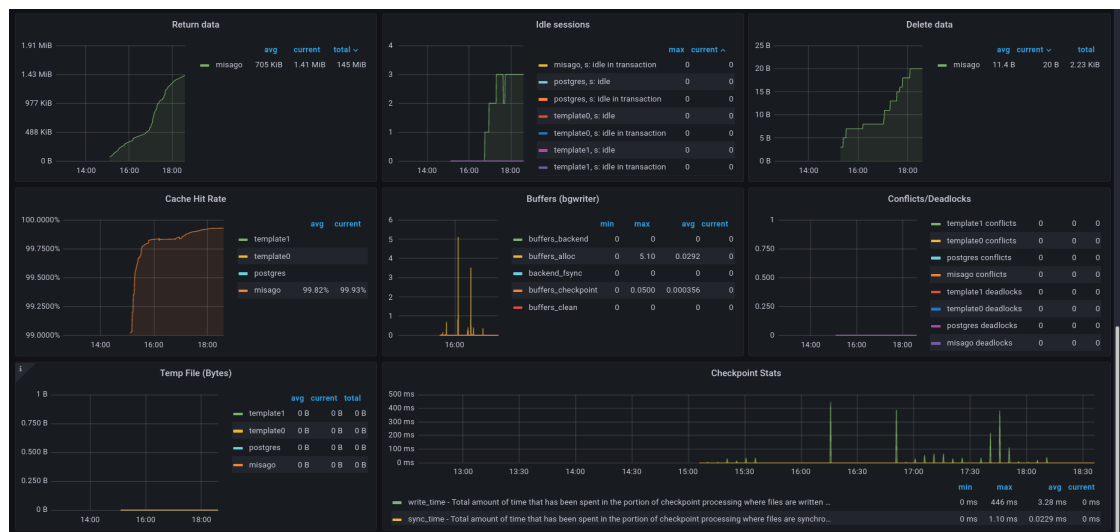 Return data
1.91 MiB
1.43 MiB
977 KiB
488 KiB
0 B
14:00 16:00 18:00
avg current total
misago 705 KiB 1.41 MiB 145 MiB
Idle sessions
4
3
2
1
0
14:00 16:00 18:00
max current
misago, s: idle in transaction 0 0
postgres, s: idle 0 0
postgres, s: idle in transaction 0 0
template0, s: idle 0 0
template0, s: idle in transaction 0 0
template1, s: idle 0 0
template1, s: idle in transaction 0 0
Delete data
25 B
20 B
15 B
10 B
5 B
0 B
14:00 16:00 18:00
avg current total
misago 11.4 B 20 B 2.23 KiB
Cache Hit Rate
100.0000%
99.7500%
99.5000%
99.2500%
99.0000%
14:00 16:00 18:00
avg current
template1
template0
postgres
misago 99.82% 99.93%
Buffers (bgwriter)
6
5
4
3
2
1
0
16:00
min max avg current
buffers_backend 0 0 0 0
buffers_alloc 0 5.10 0.0292 0
backend_fsync 0 0 0 0
buffers_checkpoint 0 0.0500 0.000356 0
buffers_clean 0 0 0 0
Conflicts/Deadlocks
1
0.750
0.500
0.250
0
14:00 16:00 18:00
template1 conflicts 0 0 0
template0 conflicts 0 0 0
postgres conflicts 0 0 0
misago conflicts 0 0 0
template1 deadlocks 0 0 0
template0 deadlocks 0 0 0
postgres deadlocks 0 0 0
misago deadlocks 0 0 0
i
Temp File (Bytes)
1 B
0.750 B
0.500 B
0.250 B
0 B
14:00 16:00 18:00
avg current total
template1 0 B 0 B 0 B
template0 0 B 0 B 0 B
postgres 0 B 0 B 0 B
misago 0 B 0 B 0 B
Checkpoint Stats
500 ms
400 ms
300 ms
200 ms
100 ms
0 ms
13:00 13:30 14:00 14:30 15:00 15:30 16:00 16:30 17:00 17:30 18:00 18:30
min max avg current
write_time - Total amount of time that has been spent in the portion of checkpoint processing where files are written ... 0 ms 446 ms 3.28 ms 0 ms
sync_time - Total amount of time that has been spent in the portion of checkpoint processing where files are synchro... 0 ms 1.10 ms 0.0229 ms 0 ms